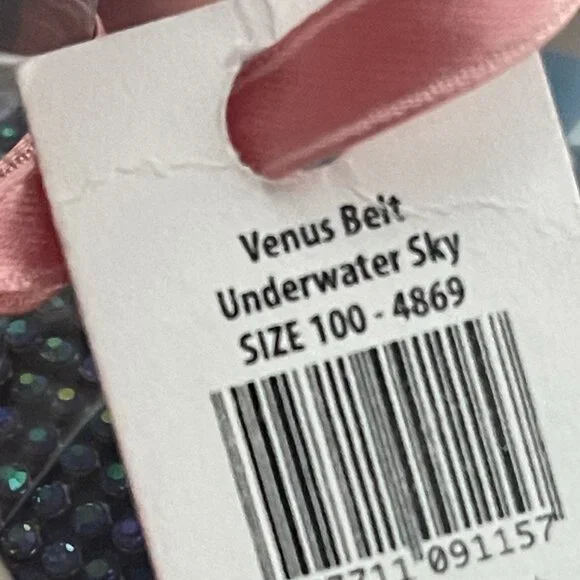 Venus Belt
Underwater Sky
SIZE 100 - 4869
091157